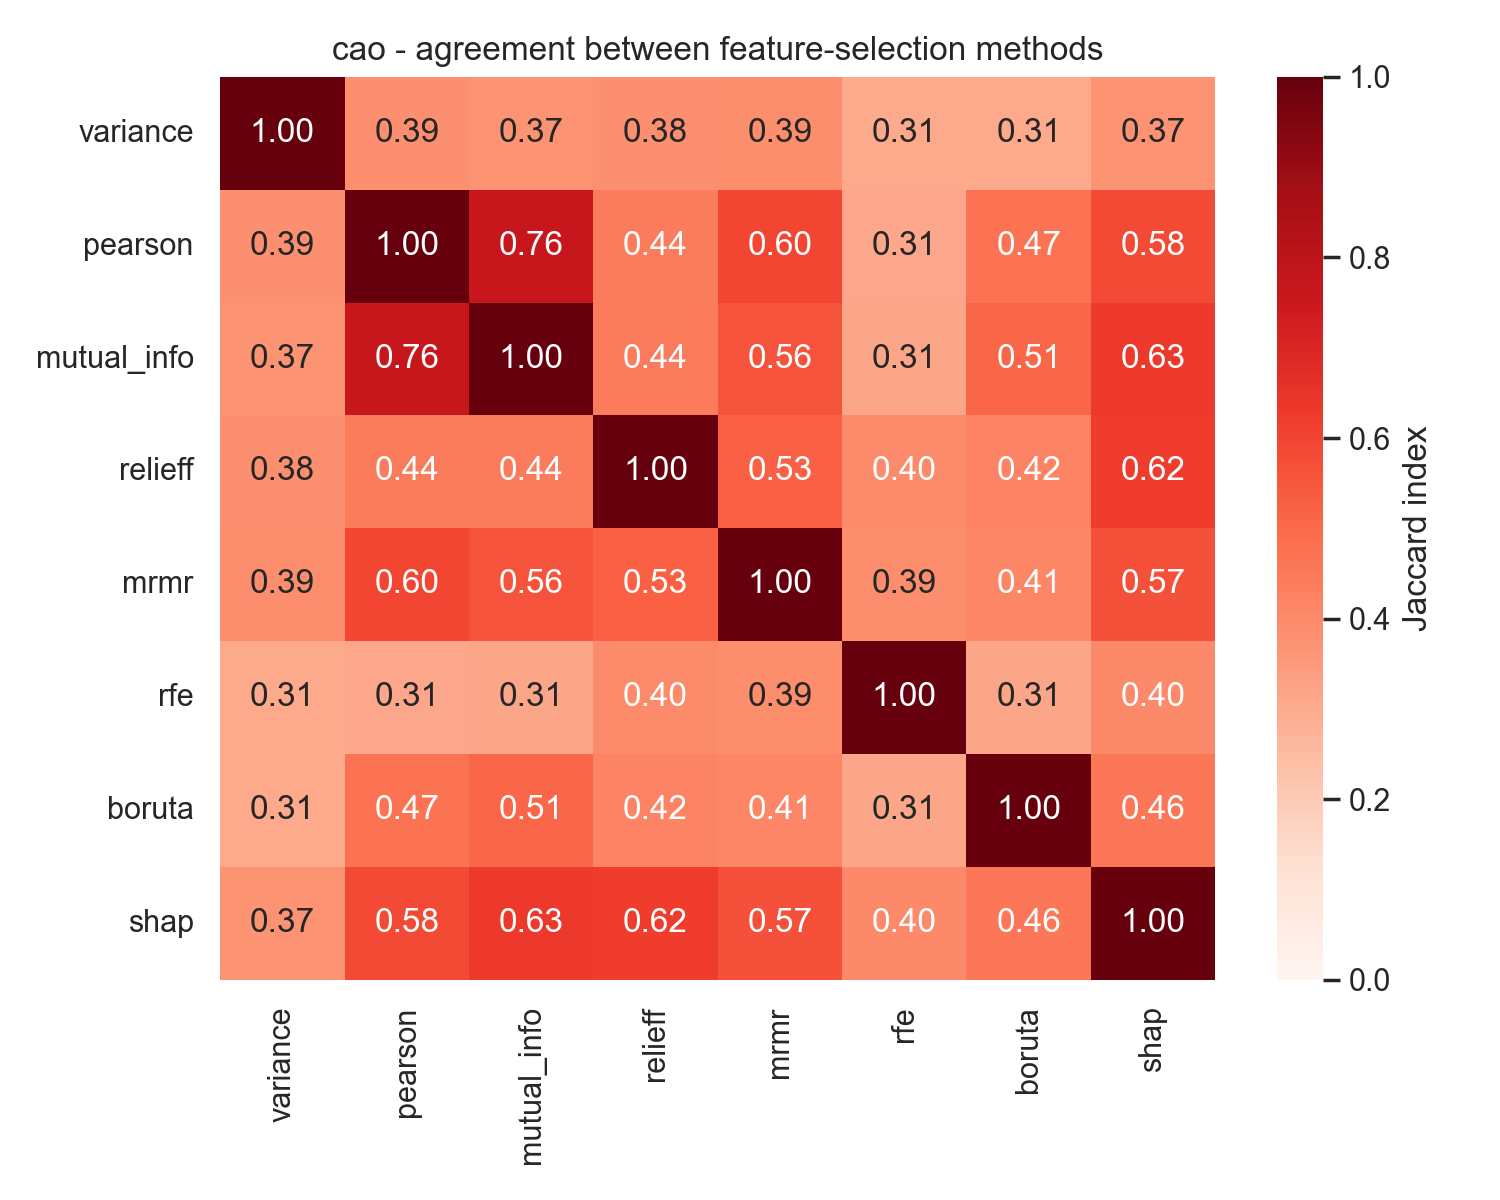 cao - agreement between feature-selection methods
variance 1.00 0.39 0.37 0.38 0.39 0.31 0.31 0.37
pearson 0.39 1.00 0.76 0.44 0.60 0.31 0.47 0.58
mutual_info 0.37 0.76 1.00 0.44 0.56 0.31 0.51 0.63
relieff 0.38 0.44 0.44 1.00 0.53 0.40 0.42 0.62
mrmr 0.39 0.60 0.56 0.53 1.00 0.39 0.41 0.57
rfe 0.31 0.31 0.31 0.40 0.39 1.00 0.31 0.40
boruta 0.31 0.47 0.51 0.42 0.41 0.31 1.00 0.46
shap 0.37 0.58 0.63 0.62 0.57 0.40 0.46 1.00
variance pearson mutual_info relieff mrmr rfe boruta shap
1.0
0.8
0.6
0.4
0.2
0.0
Jaccard index